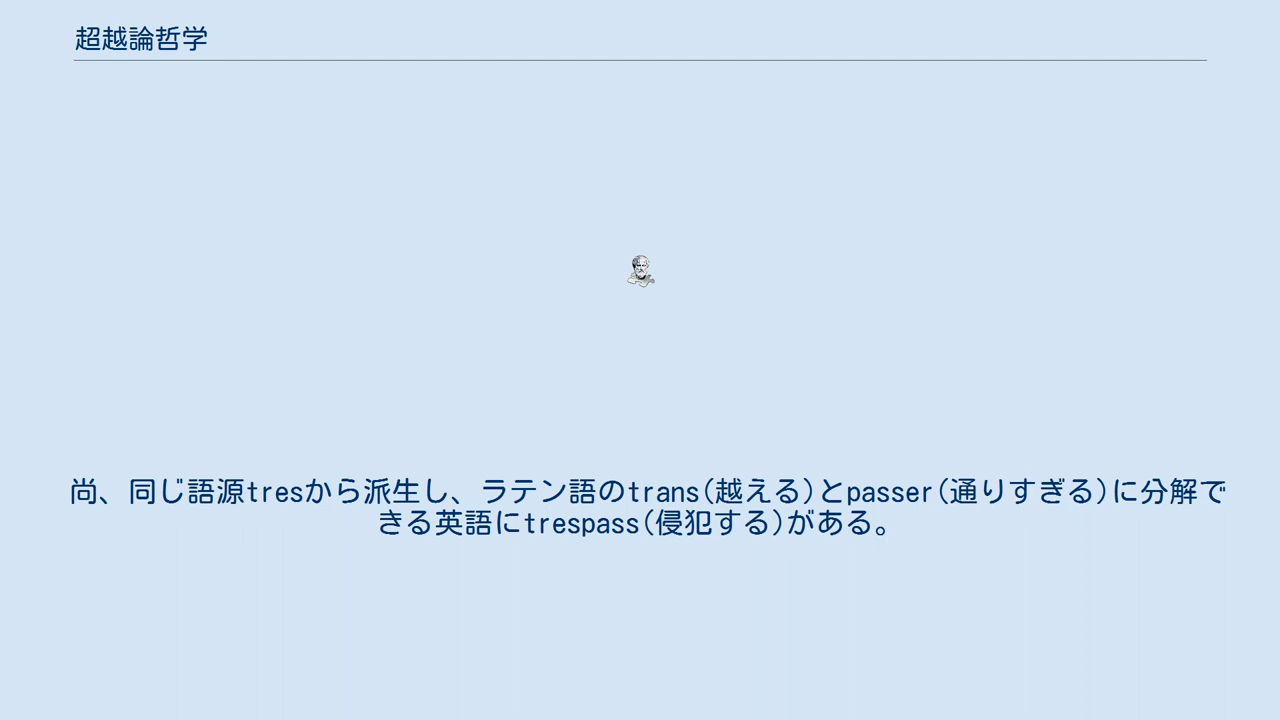 超越論哲学
尚、同じ語源tresから派生し、ラテン語のtrans(越える)とpasser(通りすぎる)に分解で
きる英語にtrespass(侵犯する)がある。